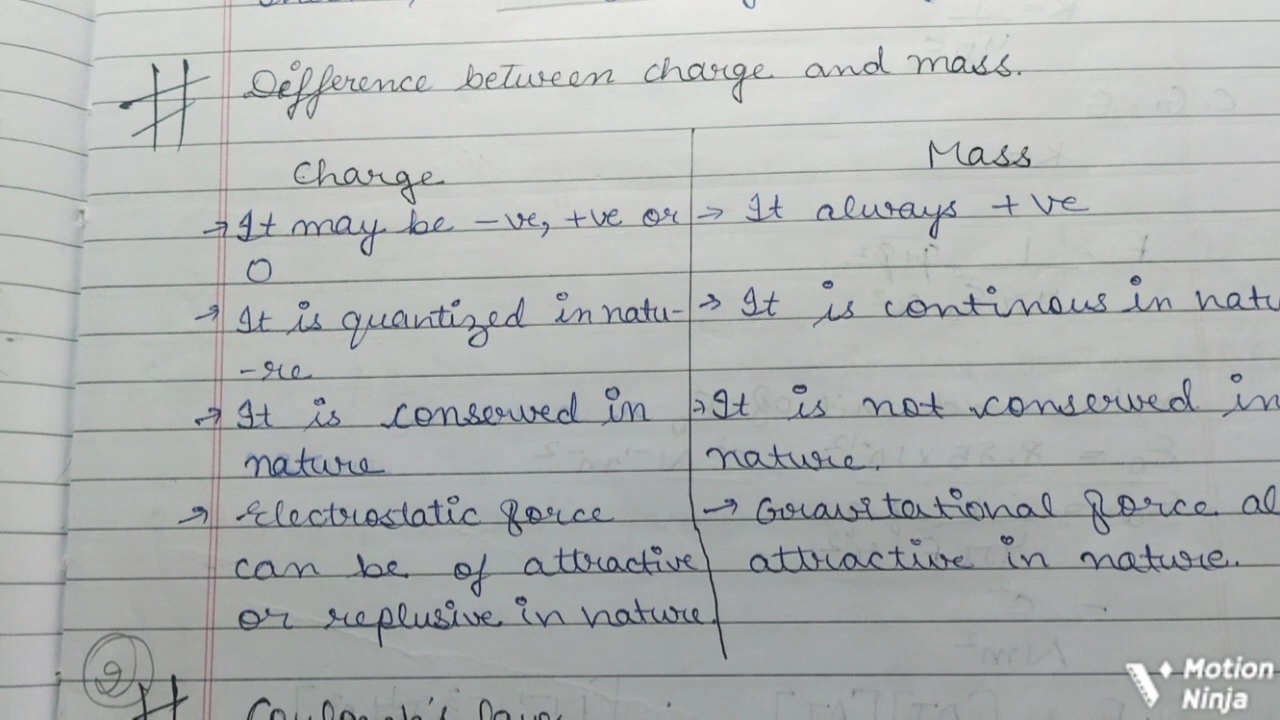 # Difference between charge and mass.
Charge
→ It may be -ve, +ve or
0
→ It is quantized in natu-
-re
→ It is conserved in
nature
→ Electrostatic force
can be of attractive
or replusive in nature.
Mass
→ It always +ve
→ It is continous in natu
→ It is not conserved in
nature.
→ Gravitational force al
attractive in nature.
2
#
Motion
Ninja